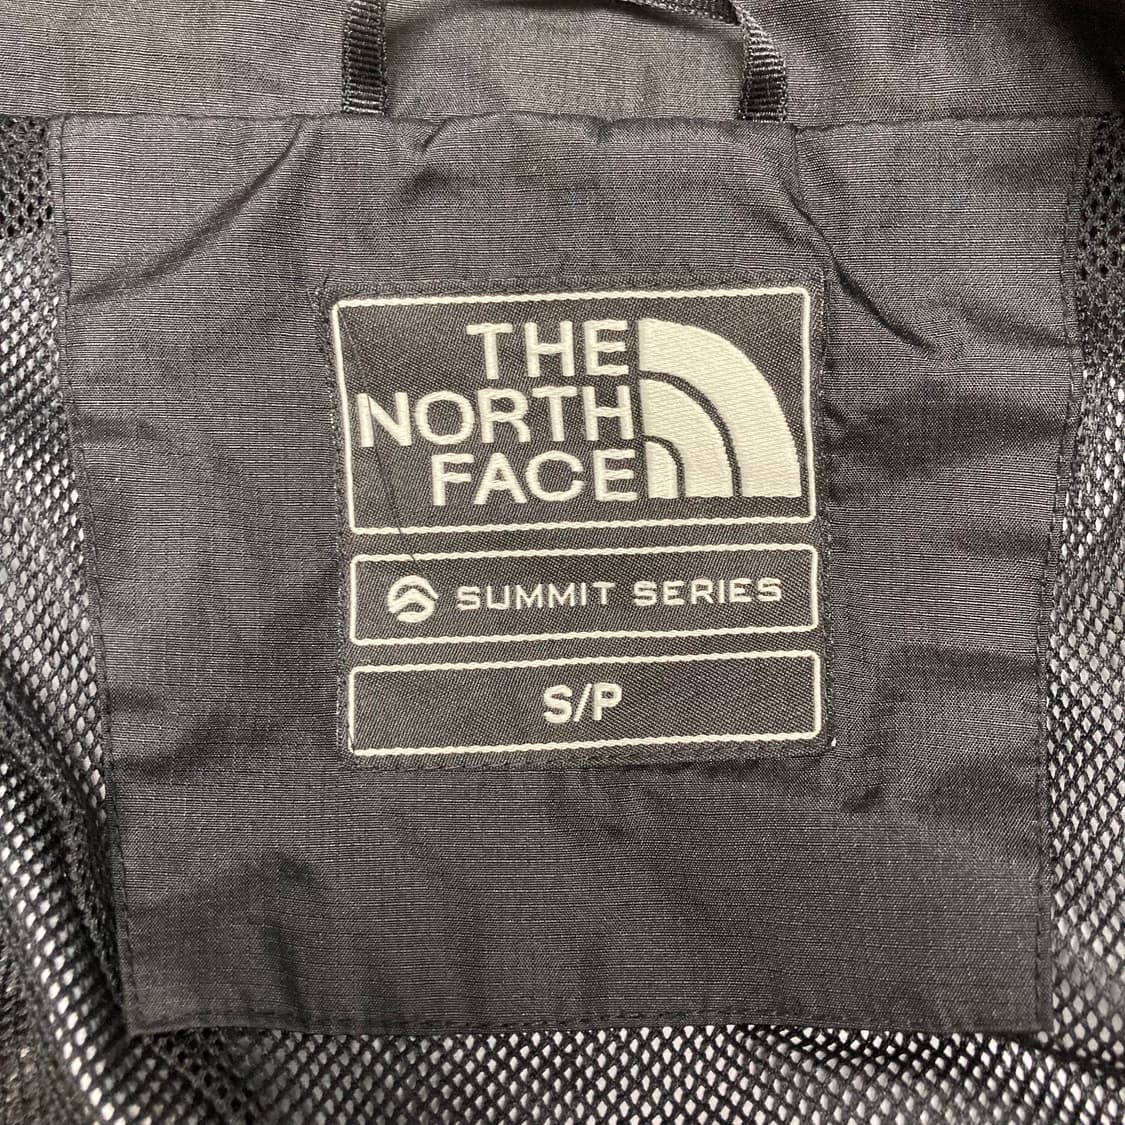 THE
NORTH
FACE
SUMMIT SERIES
S/P